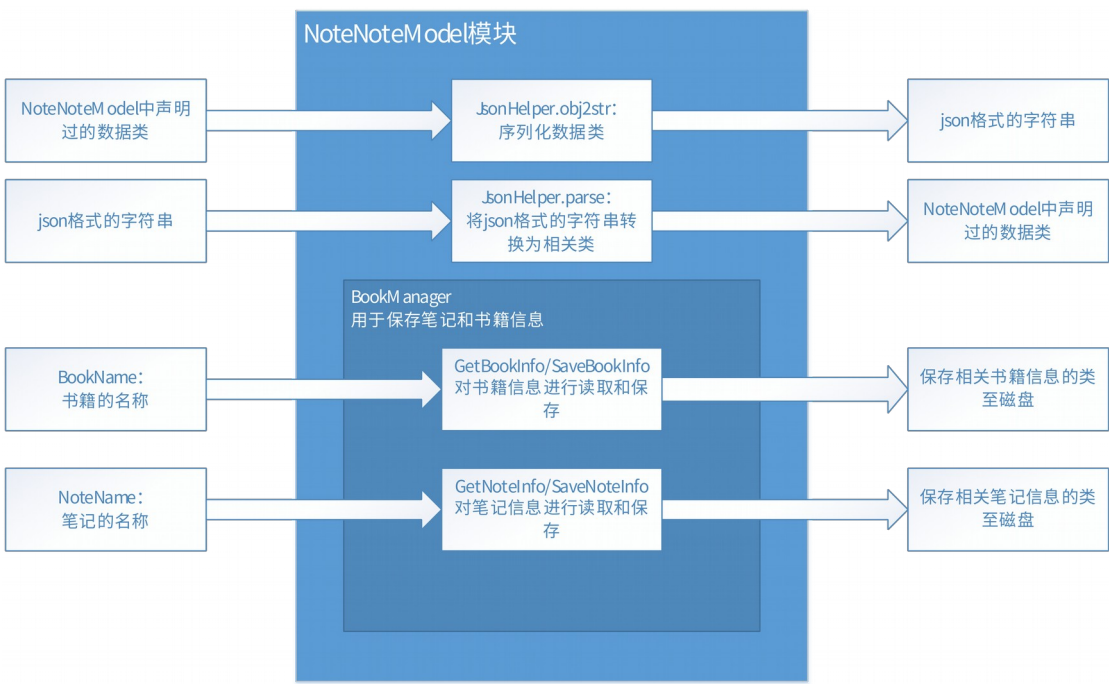 NoteNoteModel模块
NoteNoteModel中声明
过的数据类
JsonHelper.obj2str：
序列化数据类
json格式的字符串
json格式的字符串
JsonHelper.parse：
将json格式的字符串转
换为相关类
NoteNoteModel中声明
过的数据类
BookManager
用于保存笔记和书籍信息
BookName：
书籍的名称
GetBookInfo/SaveBookInfo
对书籍信息进行读取和保
存
保存相关书籍信息的类
至磁盘
NoteName：
笔记的名称
GetNoteInfo/SaveNoteInfo
对笔记信息进行读取和保
存
保存相关笔记信息的类
至磁盘